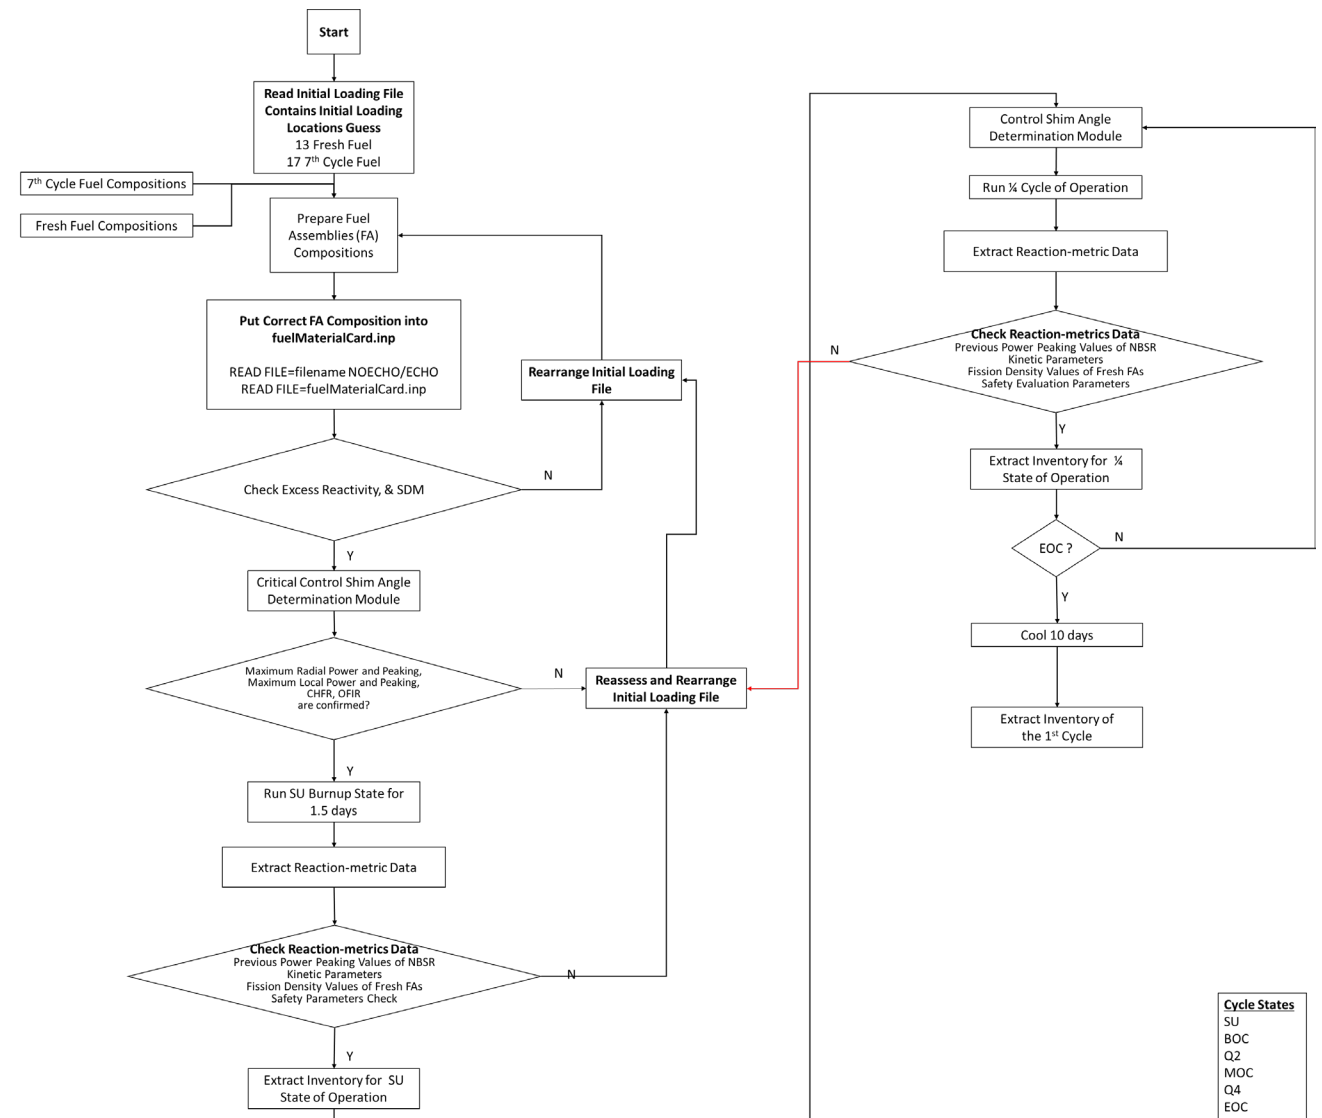 Start
Read Initial Loading File
Contains Initial Loading
Locations Guess
13 Fresh Fuel
17 7th Cycle Fuel
7th Cycle Fuel Compositions
Fresh Fuel Compositions
Prepare Fuel
Assemblies (FA)
Compositions
Put Correct FA Composition into
fuelMaterialCard.inp
READ FILE=filename NOECHO/ECHO
READ FILE=fuelMaterialCard.inp
Rearrange Initial Loading
File
Check Excess Reactivity, & SDM
N
Y
Critical Control Shim Angle
Determination Module
Maximum Radial Power and Peaking,
Maximum Local Power and Peaking,
CHFR, OFIR
are confirmed?
N
Reassess and Rearrange
Initial Loading File
Y
Run SU Burnup State for
1.5 days
Extract Reaction-metric Data
Check Reaction-metrics Data
Previous Power Peaking Values of NBSR
Kinetic Parameters
Fission Density Values of Fresh FAs
Safety Parameters Check
N
Y
Extract Inventory for SU
State of Operation
Control Shim Angle
Determination Module
Run ¼ Cycle of Operation
Extract Reaction-metric Data
Check Reaction-metrics Data
Previous Power Peaking Values of NBSR
Kinetic Parameters
Fission Density Values of Fresh FAs
Safety Evaluation Parameters
N
Y
Extract Inventory for ¼
State of Operation
EOC ?
N
Y
Cool 10 days
Extract Inventory of
the 1st Cycle
Cycle States
SU
BOC
Q2
MOC
Q4
EOC